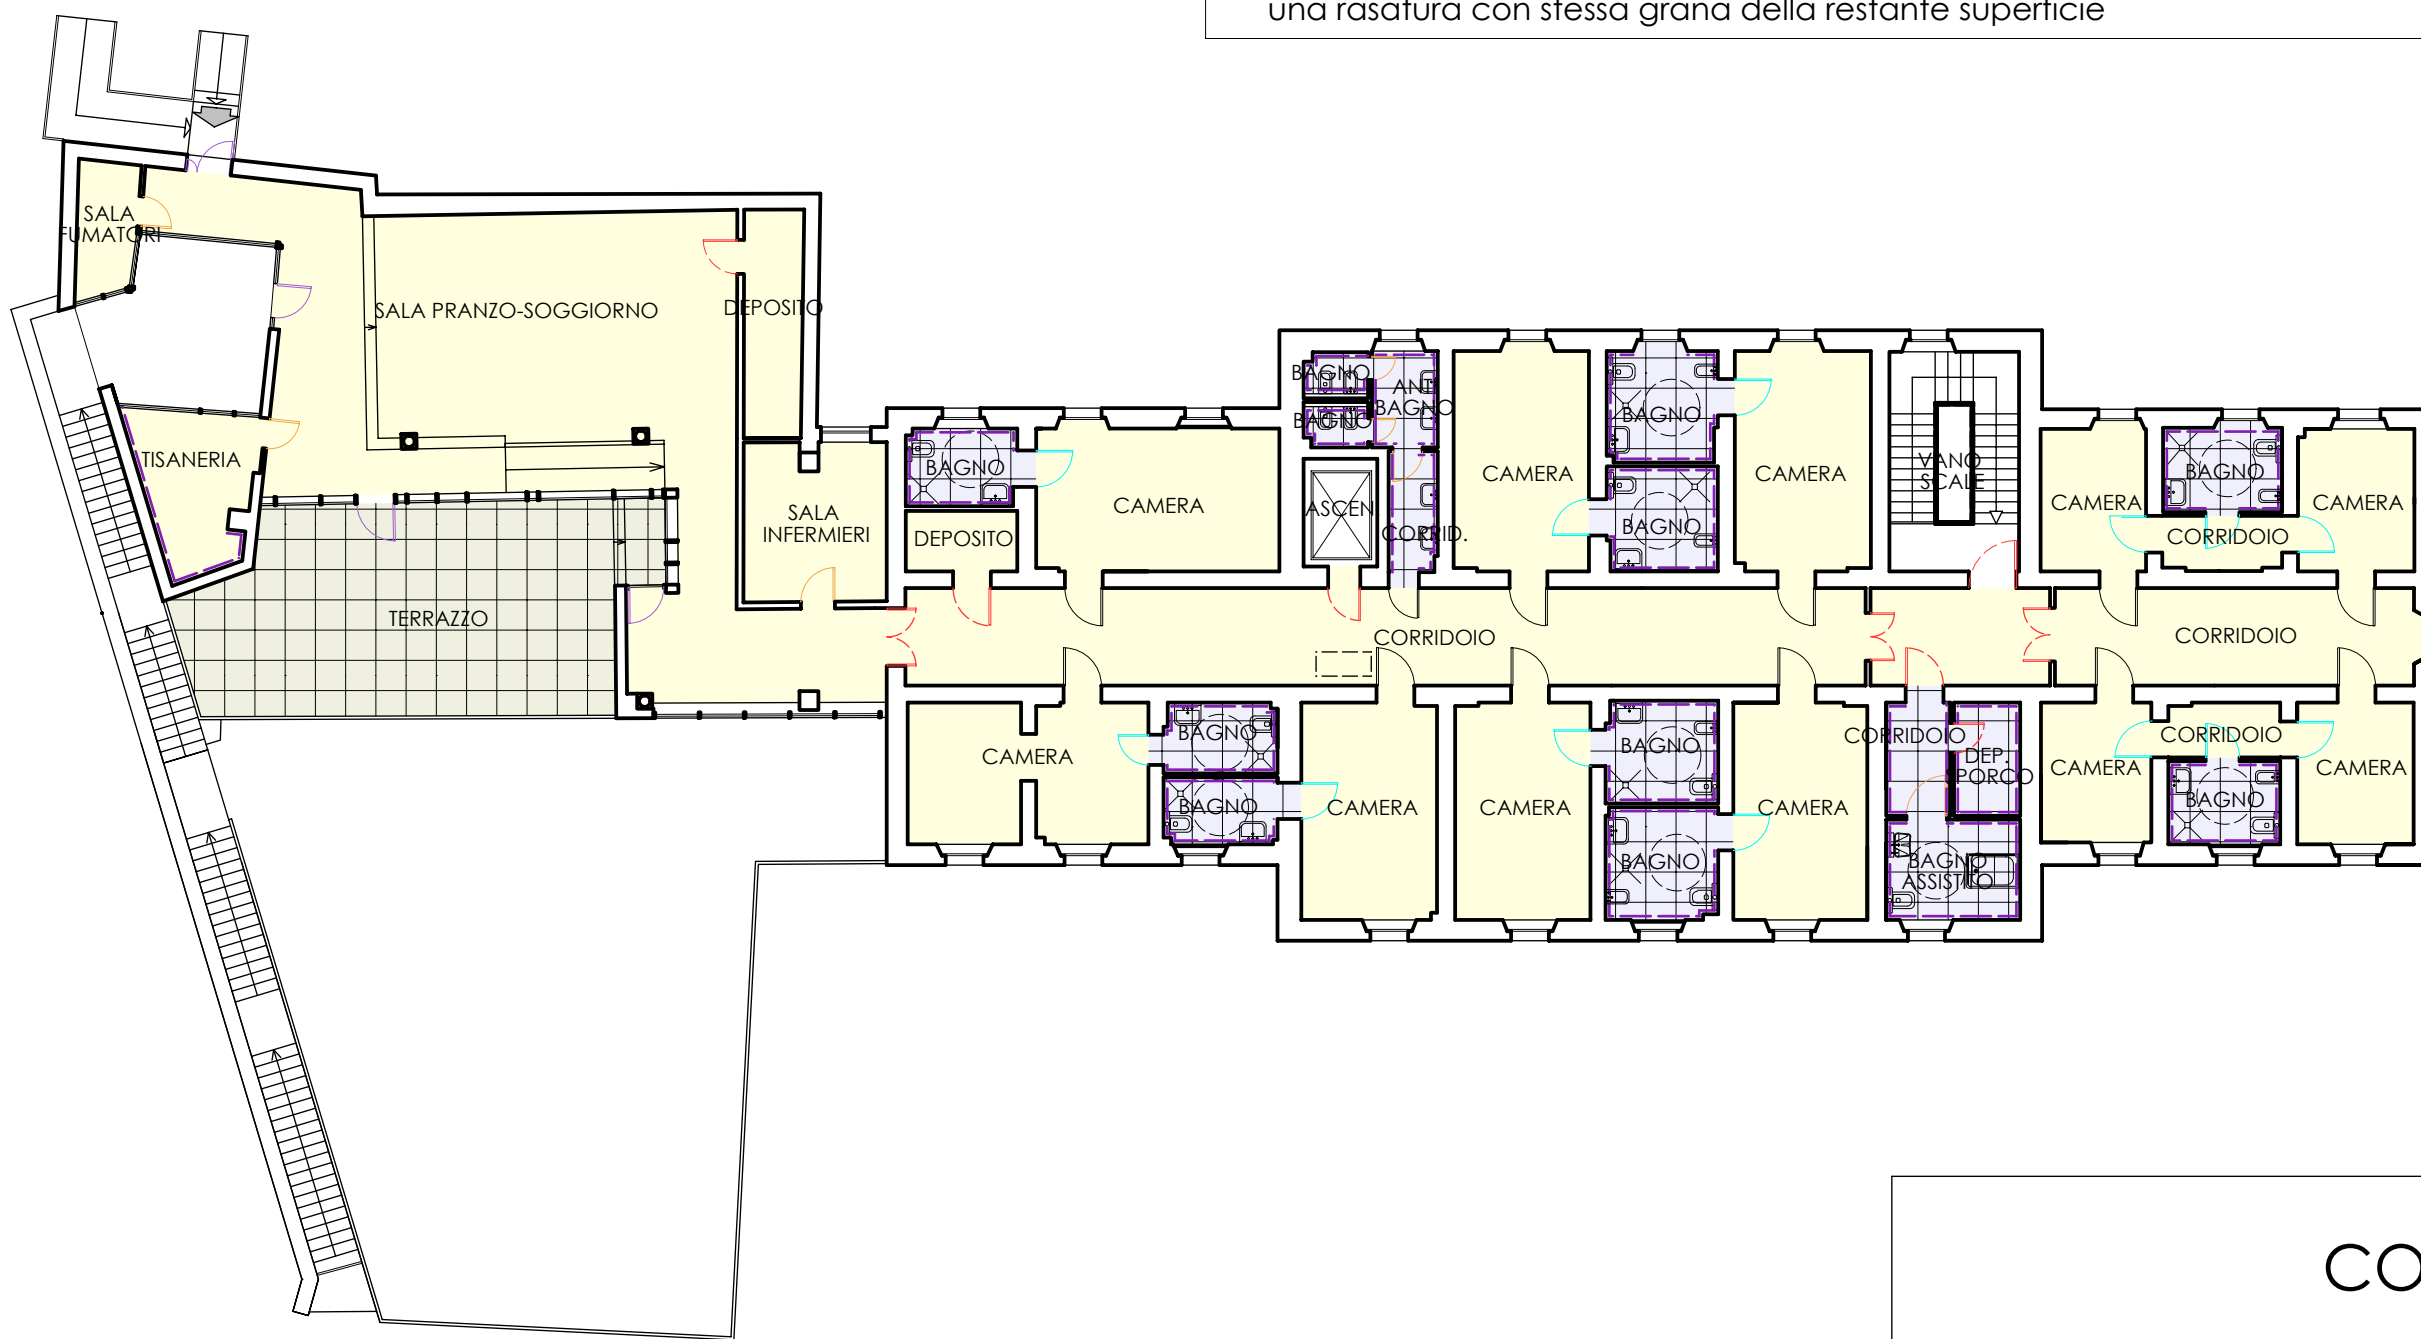 una rasatura con stessa grana della restante superficie
SALA
FUMATORI
SALA PRANZO-SOGGIORNO
DEPOSITO
TISANERIA
TERRAZZO
SALA
INFERMIERI
BAGNO
DEPOSITO
CAMERA
BAGNO
BAGNO
ANTI
BAGNO
ASCEN
CORRID.
CAMERA
BAGNO
BAGNO
CAMERA
VANO
SCALE
CAMERA
BAGNO
CAMERA
CORRIDOIO
CORRIDOIO
CORRIDOIO
CAMERA
BAGNO
BAGNO
CAMERA
CAMERA
BAGNO
BAGNO
CAMERA
CORRIDOIO
DEP.
SPORCO
BAGNO
ASSISTITO
CAMERA
CORRIDOIO
BAGNO
CAMERA
CO